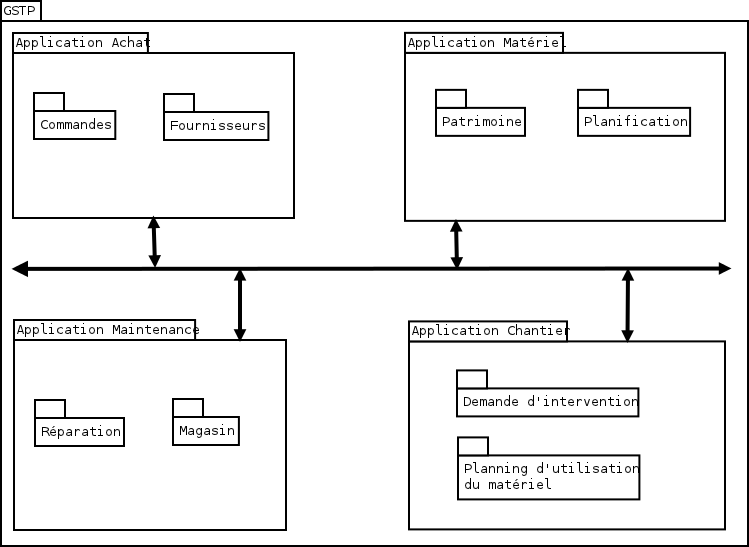 GSTP
Application Achat
Commandes
Fournisseurs
Application Matériel
Patrimoine
Planification
Application Maintenance
Réparation
Magasin
Application Chantier
Demande d'intervention
Planning d'utilisation
du matériel